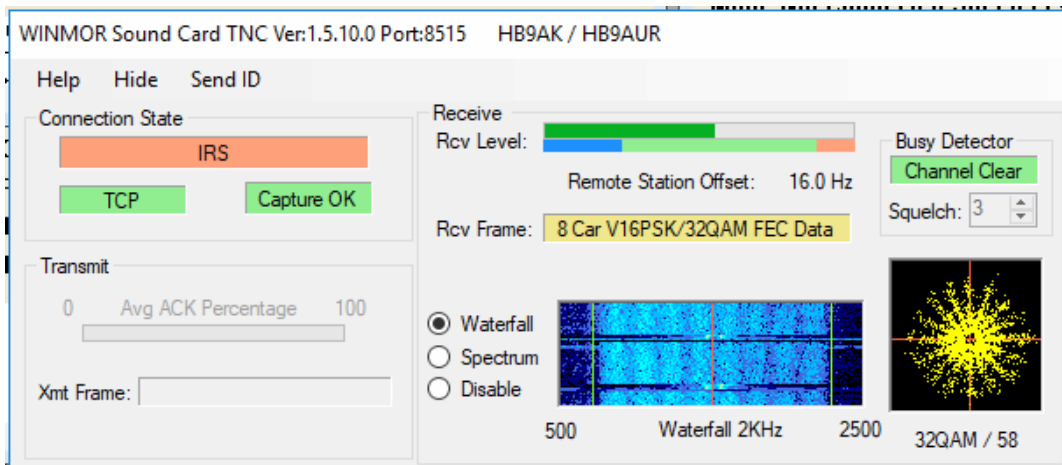 WINMOR Sound Card TNC Ver:1.5.10.0 Port:8515 HB9AK / HB9AUR
Help Hide Send ID
Connection State
IRS
TCP Capture OK
Receive
Rcv Level:
Remote Station Offset: 16.0 Hz
Rcv Frame: 8 Car V16PSK/32QAM FEC Data
Busy Detector
Channel Clear
Squelch: 3
Transmit
0 Avg ACK Percentage 100
Xmt Frame:
Waterfall
Spectrum
Disable
500 Waterfall 2KHz 2500
32QAM / 58